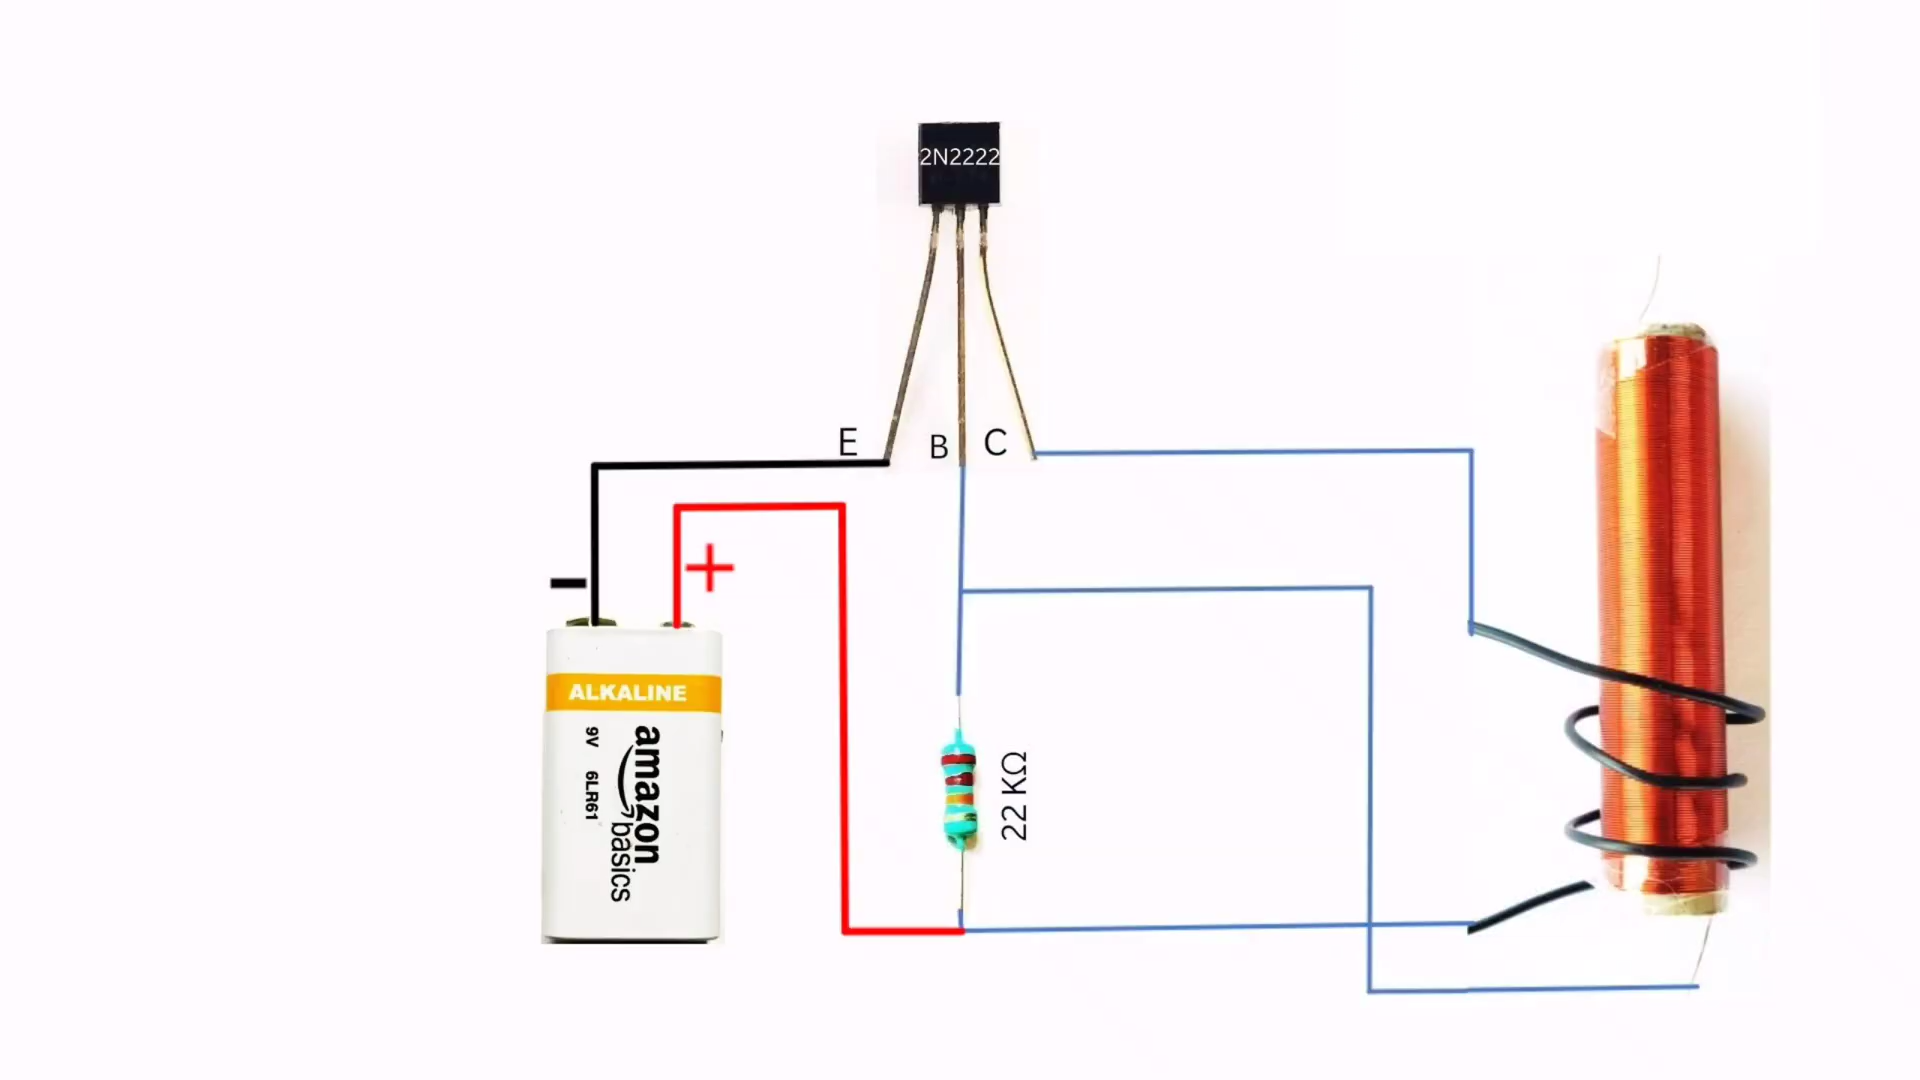 2N2222
E
B
C
−
+
ALKALINE
9V 6LR61
amazon
basics
22 KΩ